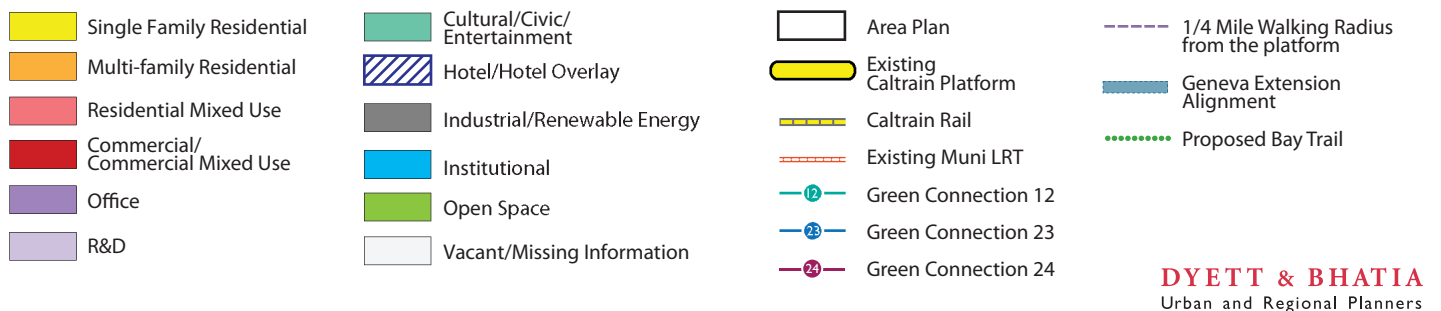 Single Family Residential
Multi-family Residential
Residential Mixed Use
Commercial/
Commercial Mixed Use
Office
R&D
Cultural/Civic/
Entertainment
Hotel/Hotel Overlay
Industrial/Renewable Energy
Institutional
Open Space
Vacant/Missing Information
Area Plan
Existing
Caltrain Platform
Caltrain Rail
Existing Muni LRT
12 Green Connection 12
23 Green Connection 23
24 Green Connection 24
1/4 Mile Walking Radius
from the platform
Geneva Extension
Alignment
Proposed Bay Trail
DYETT & BHATIA
Urban and Regional Planners